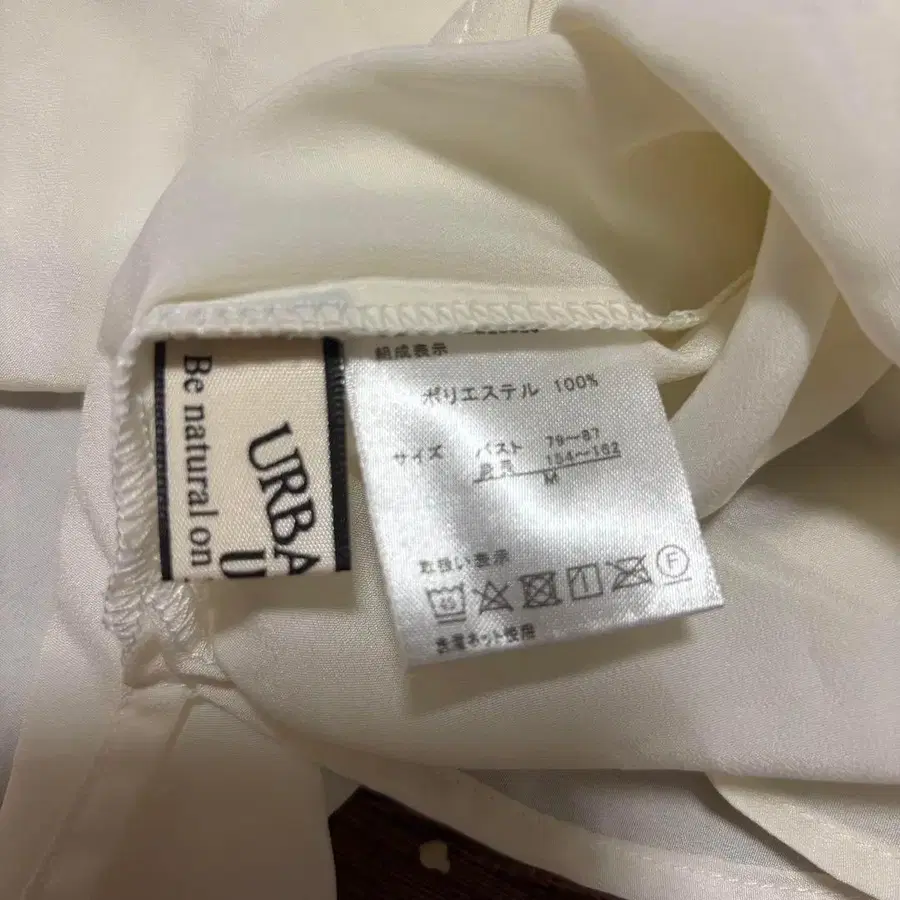 Be natural on
URBA
U
組成表示
ポリエステル 100%
サイズ バスト 79～87
身長 154～162
M
取扱い表示
40
F
洗濯ネット使用